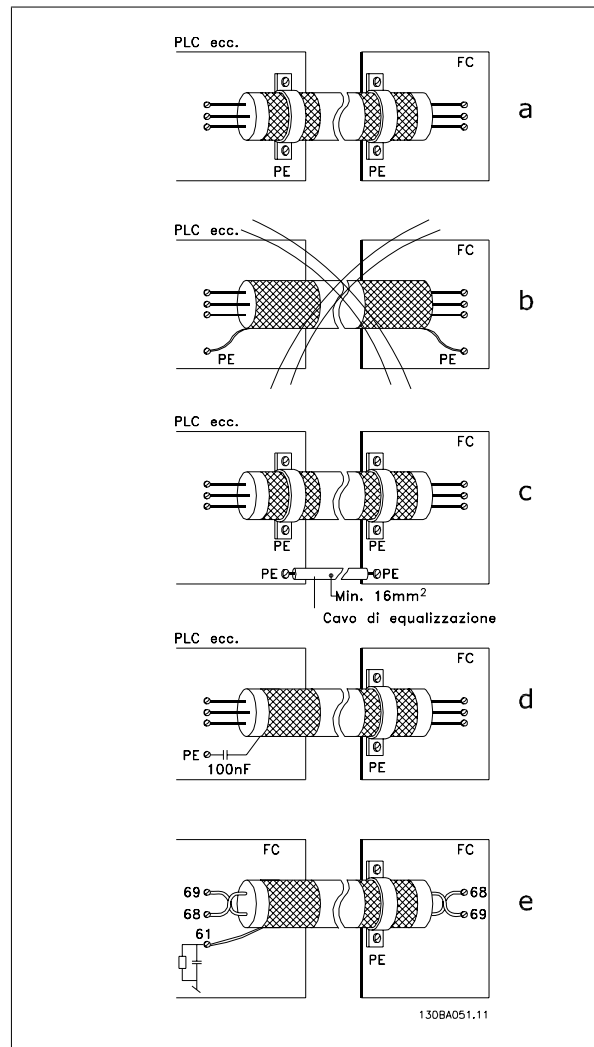 PLC ecc.
FC
a
PE
PE
PLC ecc.
FC
b
PE
PE
PLC ecc.
FC
c
PE
PE
PE
PE
Min. 16mm²
Cavo di equalizzazione
PLC ecc.
FC
d
PE
100nF
PE
FC
FC
e
69
68
68
69
61
PE
130BA051.11